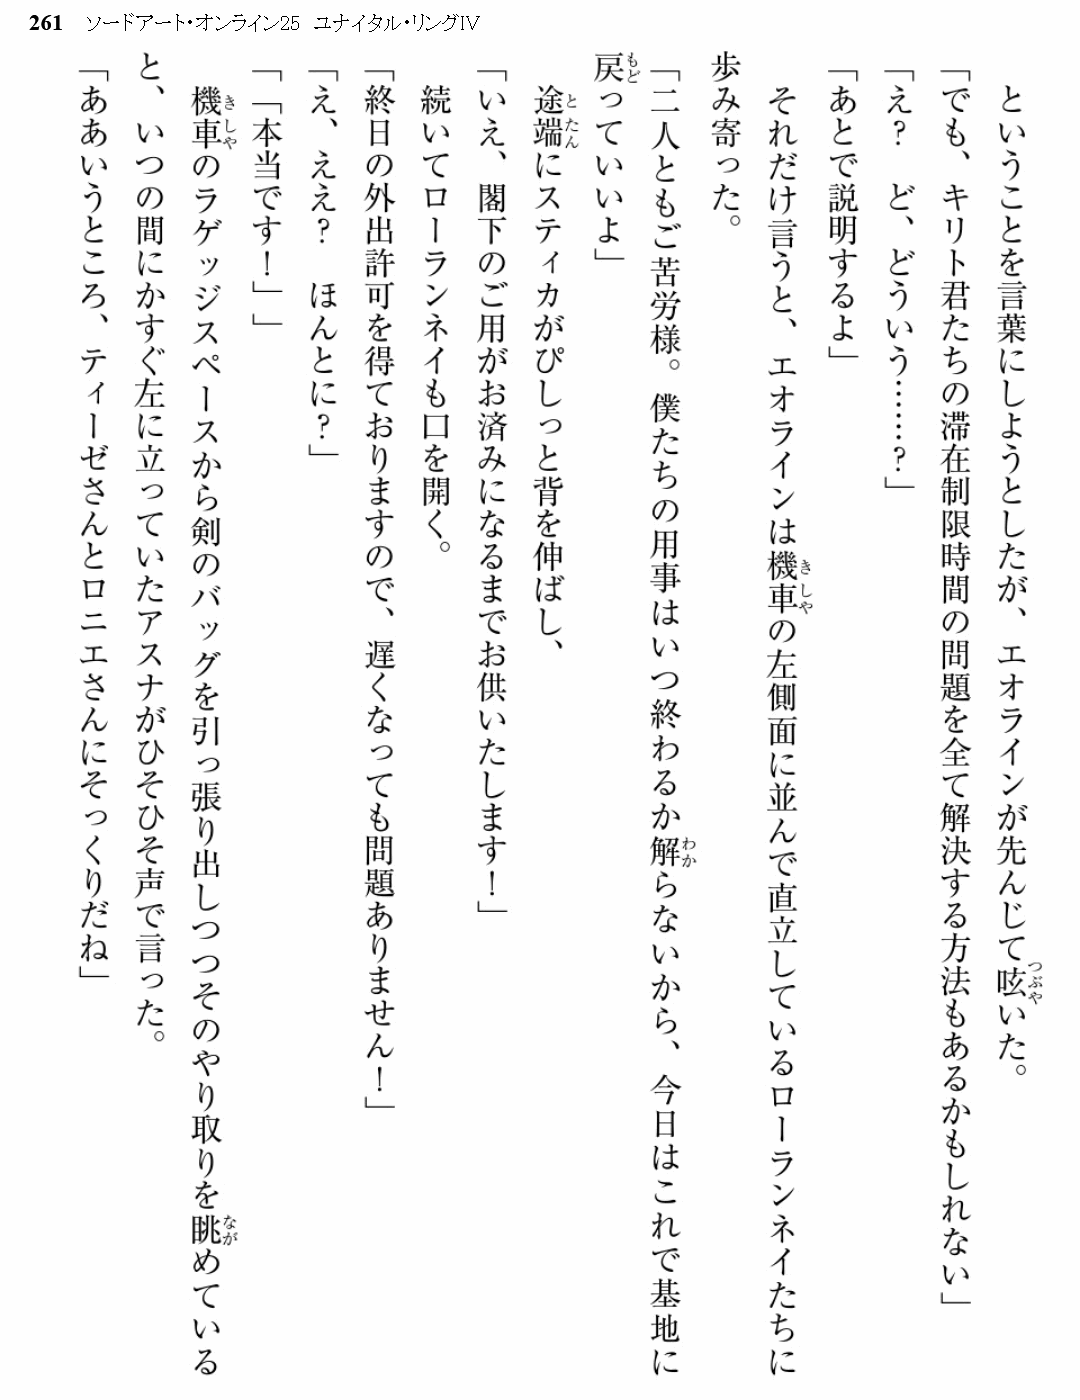 261 ソードアート・オンライン25 ユナイタル・リングⅣ
ということを言葉にしようとしたが、エオラインが先んじて呟いた。
「でも、キリト君たちの滞在制限時間の問題を全て解決する方法もあるかもしれない」
「え？　ど、どういう……？」
「あとで説明するよ」
それだけ言うと、エオラインは機車の左側面に並んで直立しているローランネイたちに
歩み寄った。
「二人ともご苦労様。僕たちの用事はいつ終わるか解らないから、今日はこれで基地に
戻っていいよ」
途端にスティカがぴしっと背を伸ばし、
「いえ、閣下のご用がお済みになるまでお供いたします！」
続いてローランネイも口を開く。
「終日の外出許可を得ておりますので、遅くなっても問題ありません！」
「え、ええ？　ほんとに？」
「「本当です！」」
機車のラゲッジスペースから剣のバッグを引っ張り出しつつそのやり取りを眺めている
と、いつの間にかすぐ左に立っていたアスナがひそひそ声で言った。
「ああいうところ、ティーゼさんとロニエさんにそっくりだね」